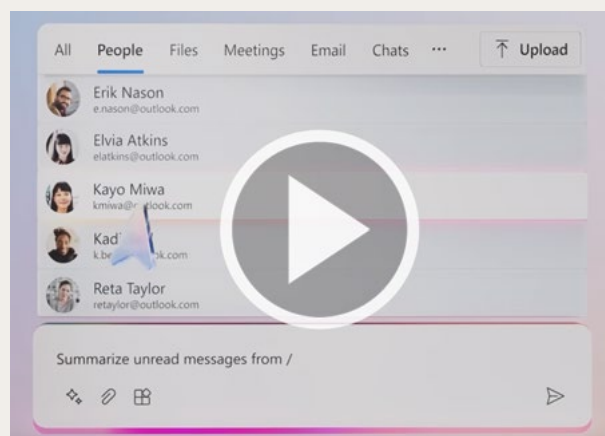 All People Files Meetings Email Chats ... Upload
Erik Nason
e.nason@outlook.com
Elvia Atkins
elatkins@outlook.com
Kayo Miwa
Reta Taylor
retaylor@outlook.com
Summarize unread messages from /